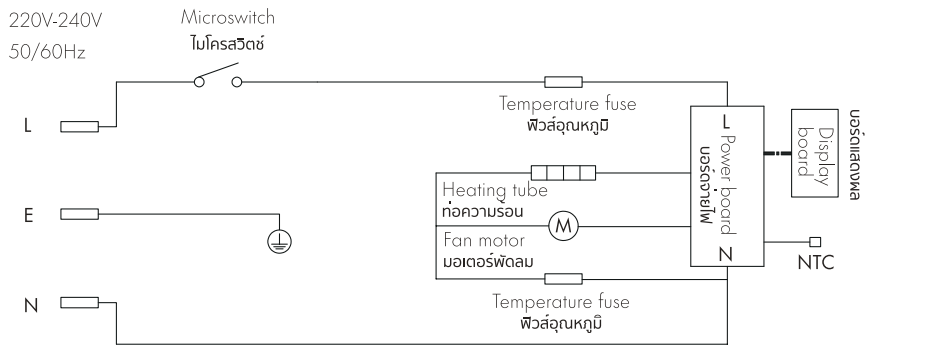 220V-240V
50/60Hz
Microswitch
ไมโครสวิตช์
L
Temperature fuse
ฟิวส์อุณหภูมิ
L
Power board
บอร์ดจ่ายไฟ
N
Display
board
บอร์ดแสดงผล
Heating tube
ท่อความร้อน
E
M
Fan motor
มอเตอร์พัดลม
NTC
N
Temperature fuse
ฟิวส์อุณหภูมิ